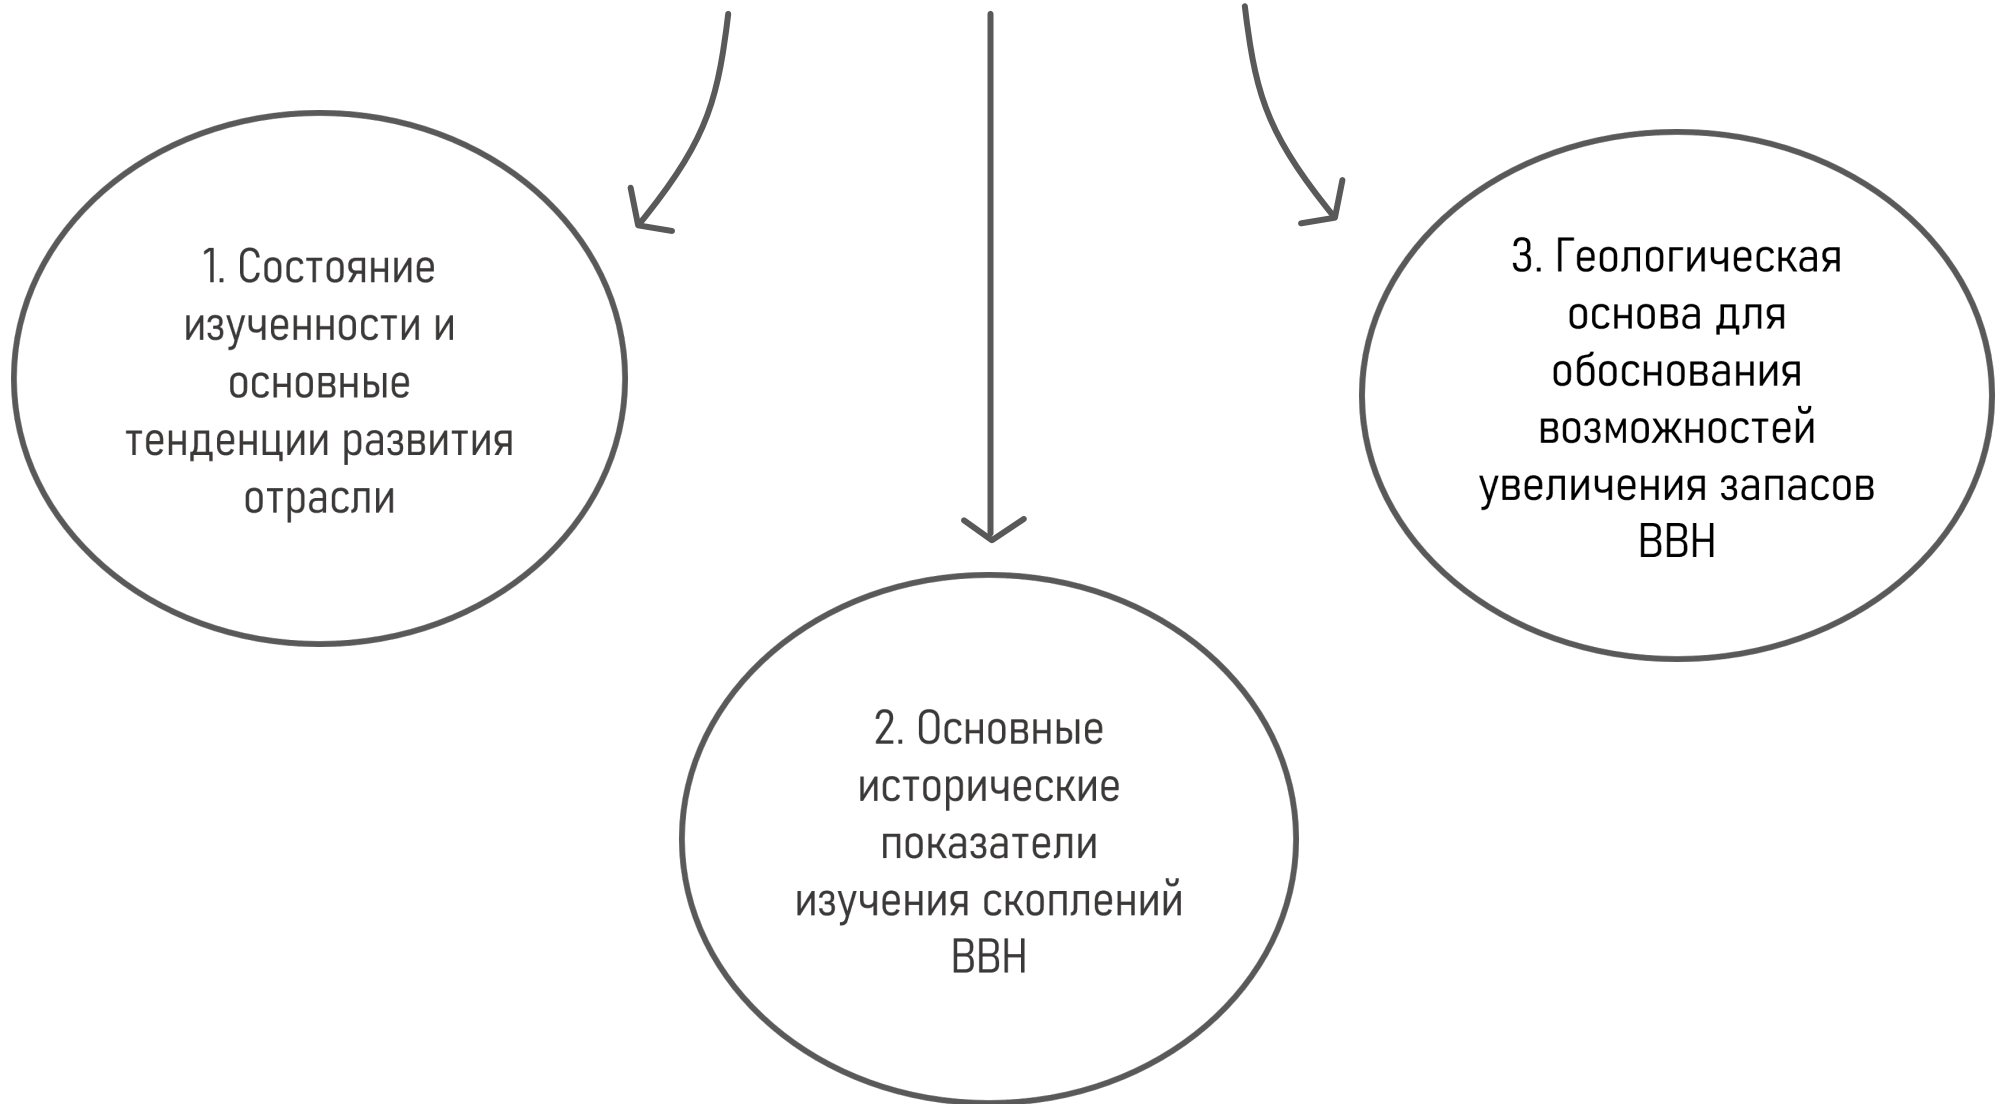 1. Состояние
изученности и
основные
тенденции развития
отрасли
2. Основные
исторические
показатели
изучения скоплений
ВВН
3. Геологическая
основа для
обоснования
возможностей
увеличения запасов
ВВН